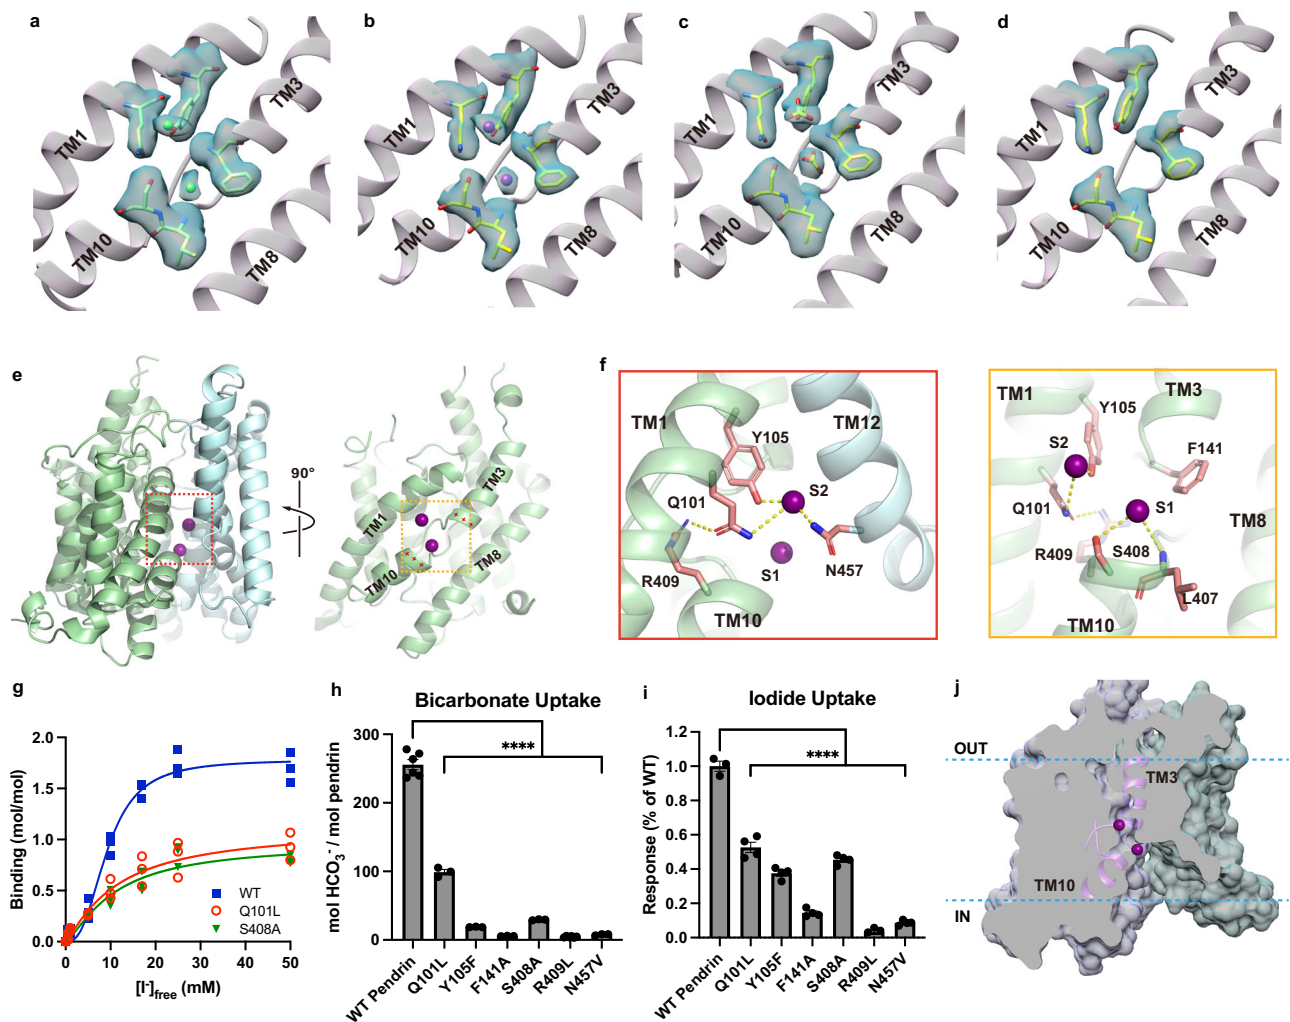 a
b
c
d
TM1
TM3
TM10
TM8
TM1
TM3
TM10
TM8
TM1
TM3
TM10
TM8
TM1
TM3
TM10
TM8
e
90°
TM1
TM3
TM10
TM8
f
TM1
Y105
TM12
Q101
S2
R409
S1
N457
TM10
TM1
Y105
TM3
S2
F141
Q101
S1
TM8
R409
S408
L407
TM10
g
Binding (mol/mol)
2.0
1.5
1.0
0.5
0.0
0
10
20
30
40
50
[I⁻]free (mM)
WT
Q101L
S408A
h
Bicarbonate Uptake
****
mol HCO₃⁻ / mol pendrin
300
200
100
0
WT Pendrin
Q101L
Y105F
F141A
S408A
R409L
N457V
i
Iodide Uptake
****
Response (% of WT)
1.2
1.0
0.8
0.6
0.4
0.2
0.0
WT Pendrin
Q101L
Y105F
F141A
S408A
R409L
N457V
j
OUT
TM3
TM10
IN